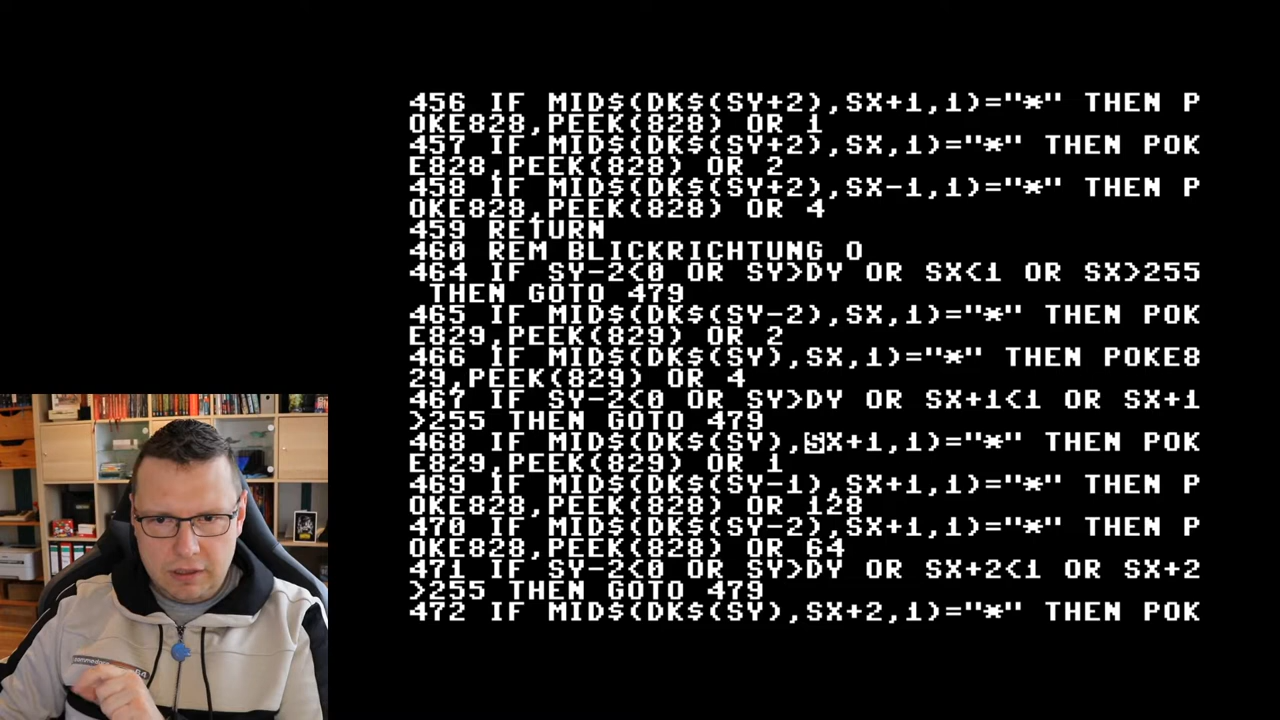 456 IF MID$(DK$(SY+2),SX+1,1)="*" THEN P
OKE828,PEEK(828) OR 1
457 IF MID$(DK$(SY+2),SX,1)="*" THEN POK
E828,PEEK(828) OR 2
458 IF MID$(DK$(SY+2),SX-1,1)="*" THEN P
OKE828,PEEK(828) OR 4
459 RETURN
460 REM BLICKRICHTUNG O
464 IF SY-2<0 OR SY>DY OR SX<1 OR SX>255
THEN GOTO 479
465 IF MID$(DK$(SY-2),SX,1)="*" THEN POK
E829,PEEK(829) OR 2
466 IF MID$(DK$(SY),SX,1)="*" THEN POKE8
29,PEEK(829) OR 4
467 IF SY-2<0 OR SY>DY OR SX+1<1 OR SX+1
>255 THEN GOTO 479
468 IF MID$(DK$(SY),SX+1,1)="*" THEN POK
E829,PEEK(829) OR 1
469 IF MID$(DK$(SY-1),SX+1,1)="*" THEN P
OKE828,PEEK(828) OR 128
470 IF MID$(DK$(SY-2),SX+1,1)="*" THEN P
OKE828,PEEK(828) OR 64
471 IF SY-2<0 OR SY>DY OR SX+2<1 OR SX+2
>255 THEN GOTO 479
472 IF MID$(DK$(SY),SX+2,1)="*" THEN POK